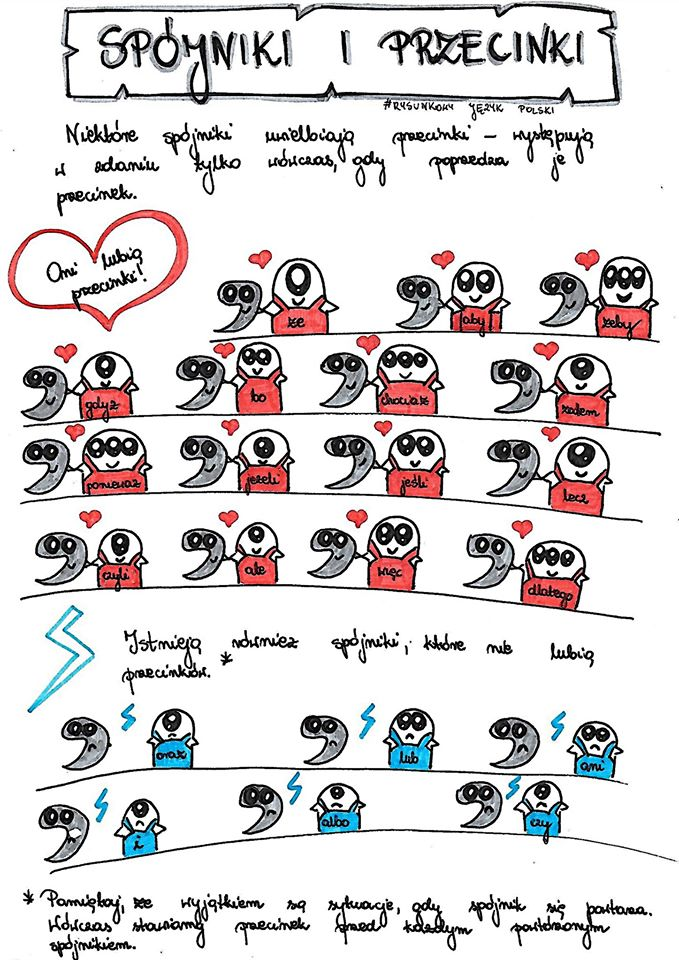 SPÓJNIKI I PRZECINKI
#RYSUNKOWY JĘZYK POLSKI
Niektóre spójniki uwielbiają przecinki – występują
w zdaniu tylko wówczas, gdy poprzedza je
przecinek.
Oni lubią
przecinki!
że aby żeby
gdyż bo chociaż zatem
ponieważ jeżeli jeśli lecz
czyli ale więc dlatego
Istnieją również spójniki, które nie lubią
przecinków. *
oraz lub ani
i albo czy
* Pamiętaj, że wyjątkiem są sytuacje, gdy spójnik się powtarza.
Wówczas stawiamy przecinek przed każdym powtórzonym
spójnikiem.